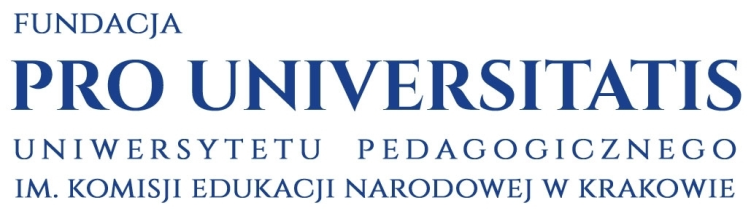 FUNDACJA
PRO UNIVERSITATIS
UNIWERSYTETU PEDAGOGICZNEGO
IM. KOMISJI EDUKACJI NARODOWEJ W KRAKOWIE